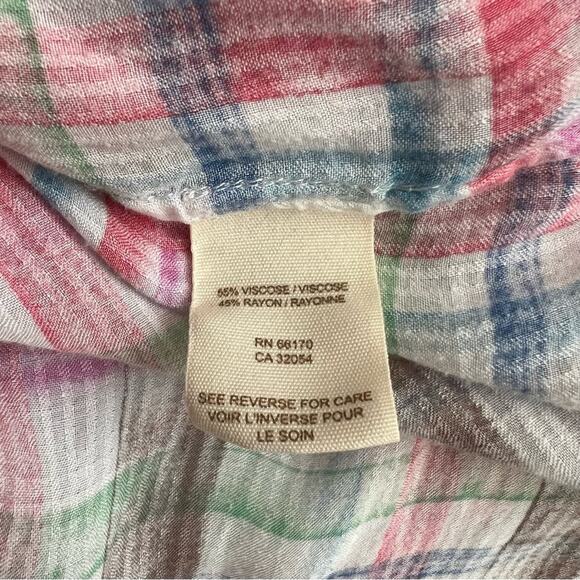 55% VISCOSE / VISCOSE
45% RAYON / RAYONNE
RN 66170
CA 32054
SEE REVERSE FOR CARE
VOIR L'INVERSE POUR
LE SOIN